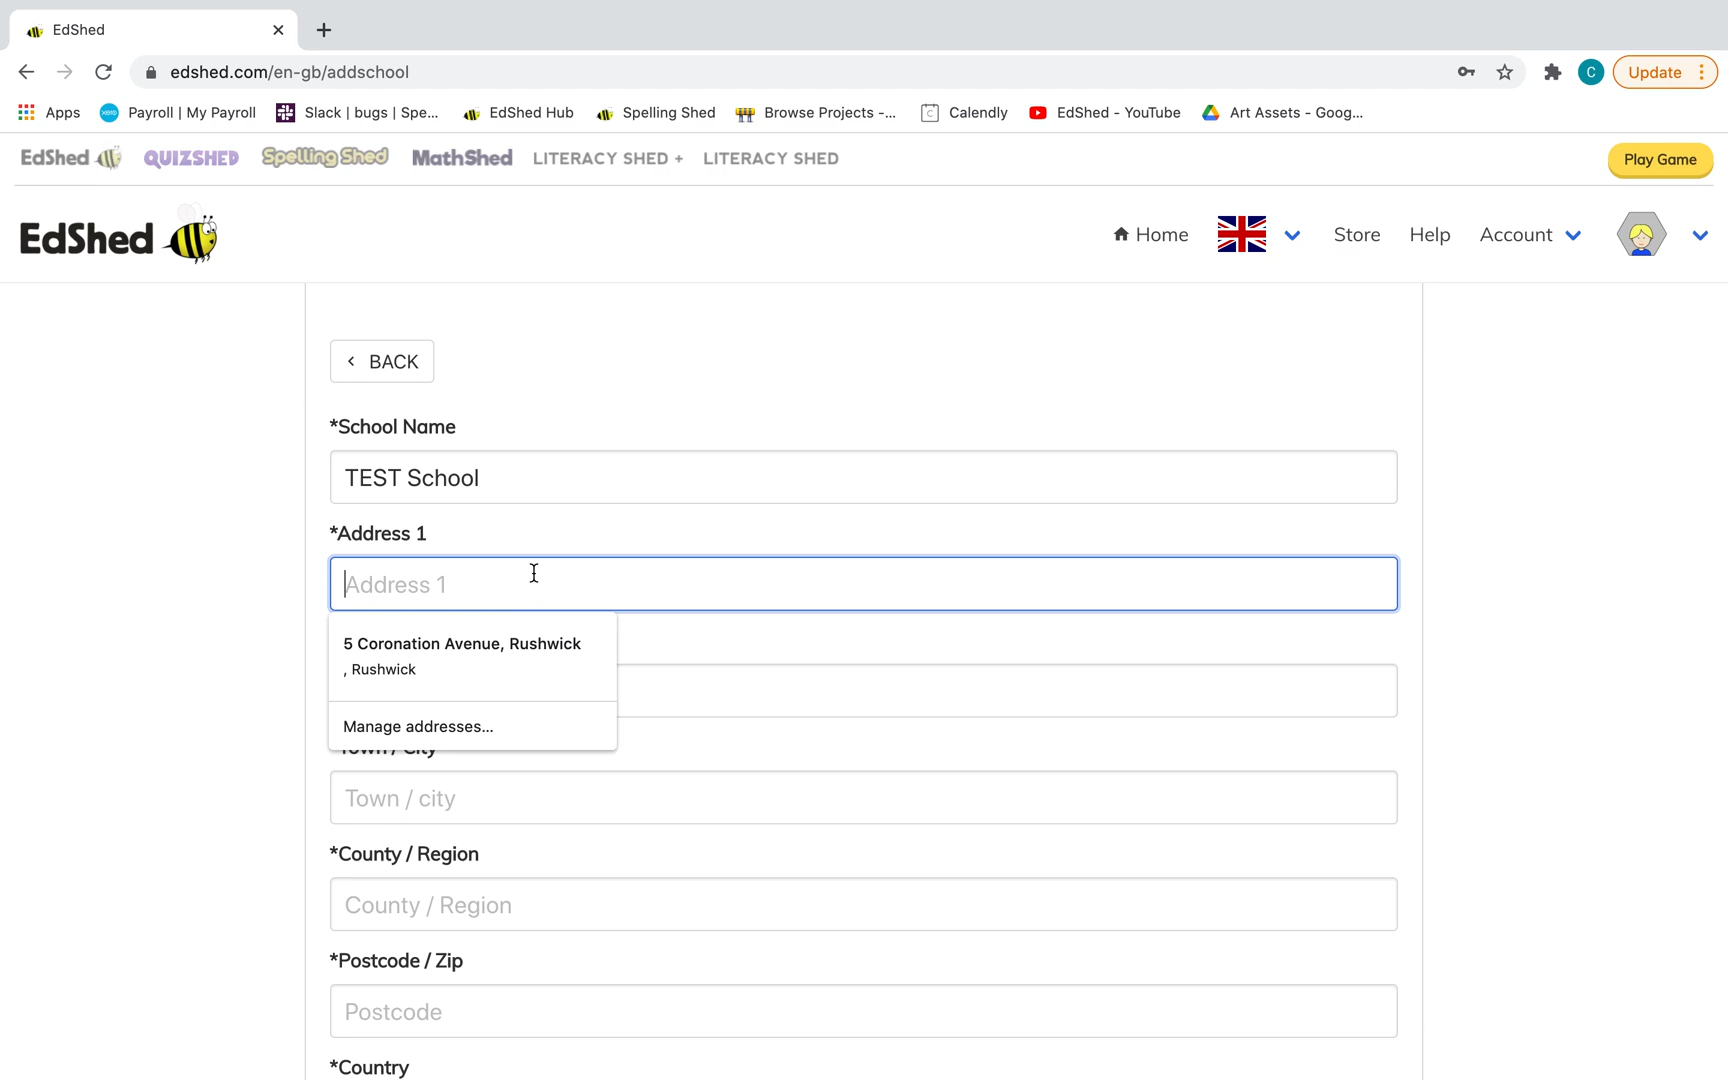 EdShed
edshed.com/en-gb/addschool
C
Update
Apps
xero
Payroll | My Payroll
Slack | bugs | Spe...
EdShed Hub
Spelling Shed
Browse Projects -...
C
Calendly
EdShed - YouTube
Art Assets - Goog...
EdShed
QUIZSHED
Spelling Shed
MathShed
LITERACY SHED +
LITERACY SHED
Play Game
EdShed
Home
Store
Help
Account
BACK
*School Name
TEST School
*Address 1
Address 1
5 Coronation Avenue, Rushwick
, Rushwick
Manage addresses...
Town / city
*County / Region
County / Region
*Postcode / Zip
Postcode
*Country